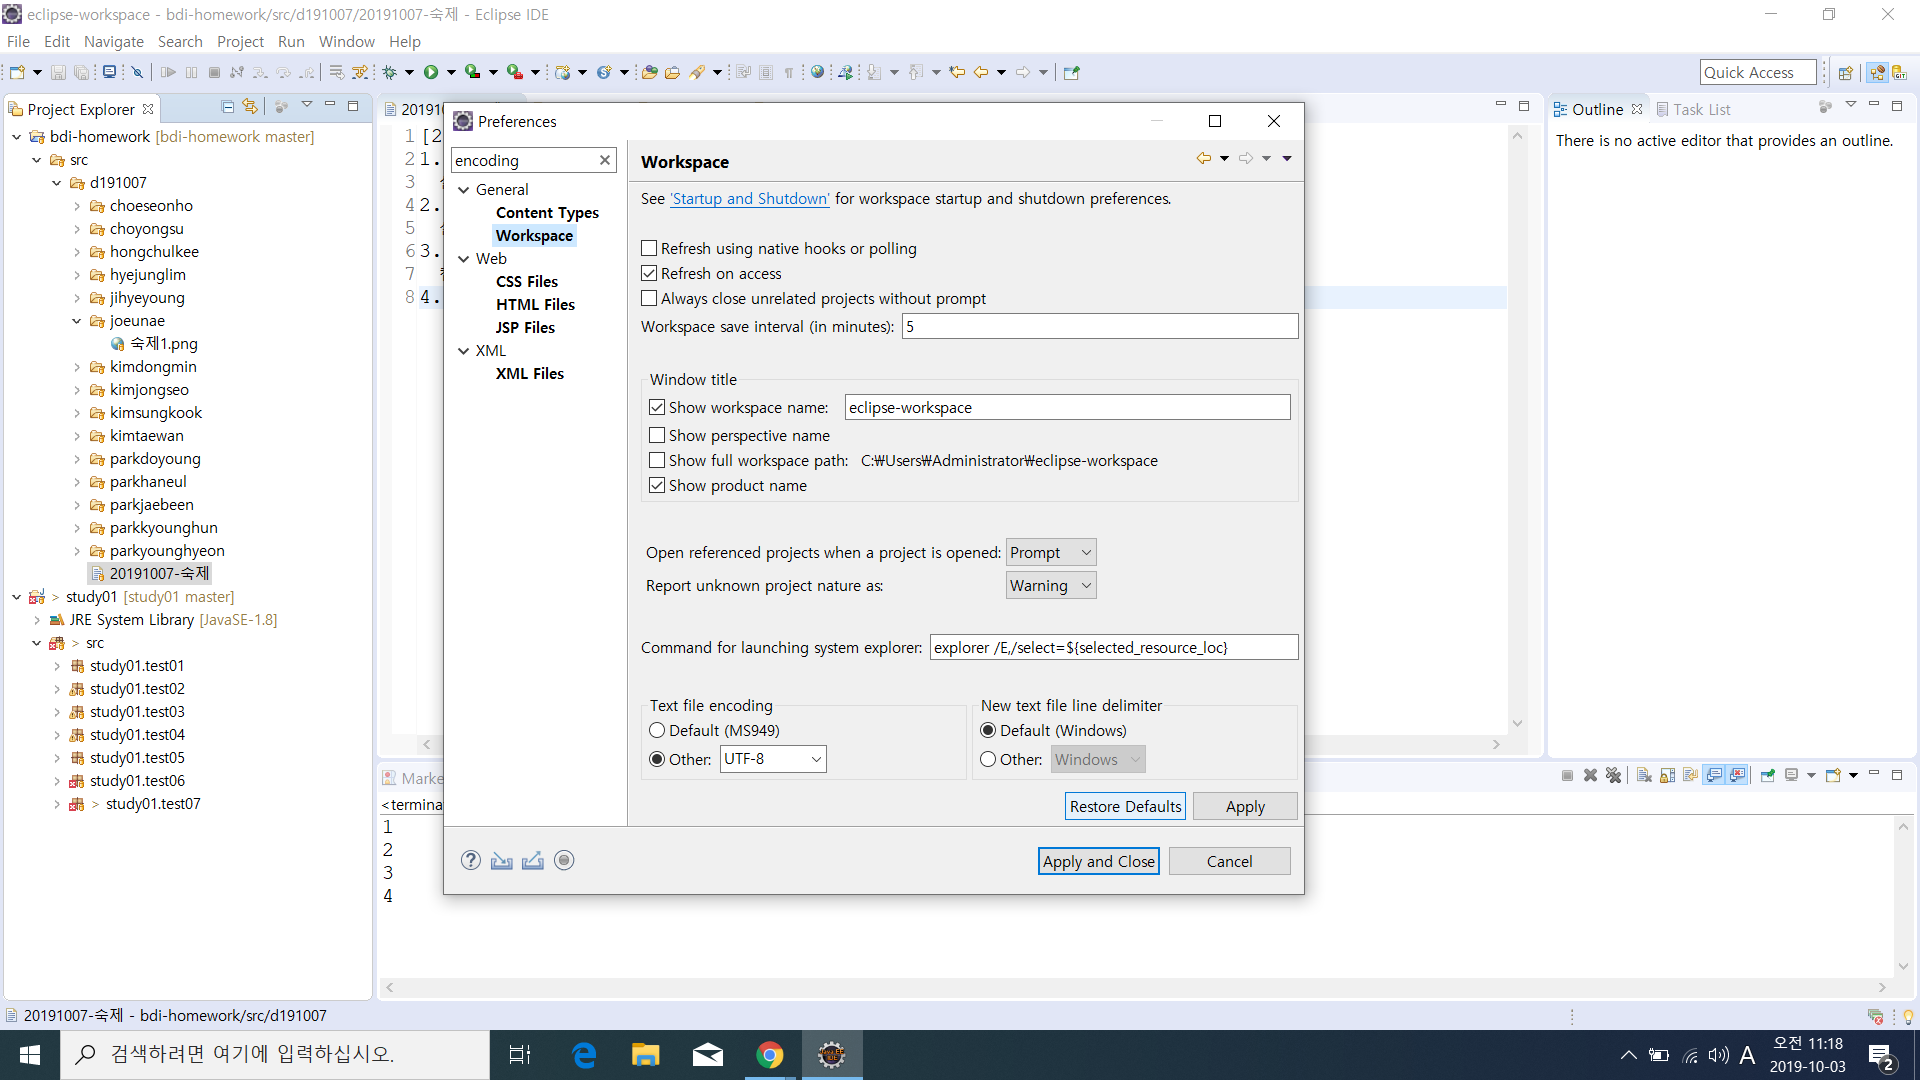 eclipse-workspace - bdi-homework/src/d191007/20191007-숙제 - Eclipse IDE
File Edit Navigate Search Project Run Window Help
Quick Access
Project Explorer
bdi-homework [bdi-homework master]
src
d191007
choeseonho
choyongsu
hongchulkee
hyejunglim
jihyeyoung
joeunae
숙제1.png
kimdongmin
kimjongseo
kimsungkook
kimtaewan
parkdoyoung
parkhaneul
parkjaebeen
parkkyounghun
parkyounghyeon
20191007-숙제
> study01 [study01 master]
JRE System Library [JavaSE-1.8]
> src
study01.test01
study01.test02
study01.test03
study01.test04
study01.test05
study01.test06
> study01.test07
1 [2
2 1.
3
4 2.
5
6 3.
7
8 4.
Preferences
encoding
General
Content Types
Workspace
Web
CSS Files
HTML Files
JSP Files
XML
XML Files
Workspace
See 'Startup and Shutdown' for workspace startup and shutdown preferences.
Refresh using native hooks or polling
Refresh on access
Always close unrelated projects without prompt
Workspace save interval (in minutes): 5
Window title
Show workspace name: eclipse-workspace
Show perspective name
Show full workspace path: C:₩Users₩Administrator₩eclipse-workspace
Show product name
Open referenced projects when a project is opened: Prompt
Report unknown project nature as: Warning
Command for launching system explorer: explorer /E,/select=${selected_resource_loc}
Text file encoding
Default (MS949)
Other: UTF-8
New text file line delimiter
Default (Windows)
Other: Windows
Restore Defaults Apply
Apply and Close Cancel
Outline Task List
There is no active editor that provides an outline.
Marke
<termina
1
2
3
4
20191007-숙제 - bdi-homework/src/d191007
검색하려면 여기에 입력하십시오.
A
오전 11:18
2019-10-03
2